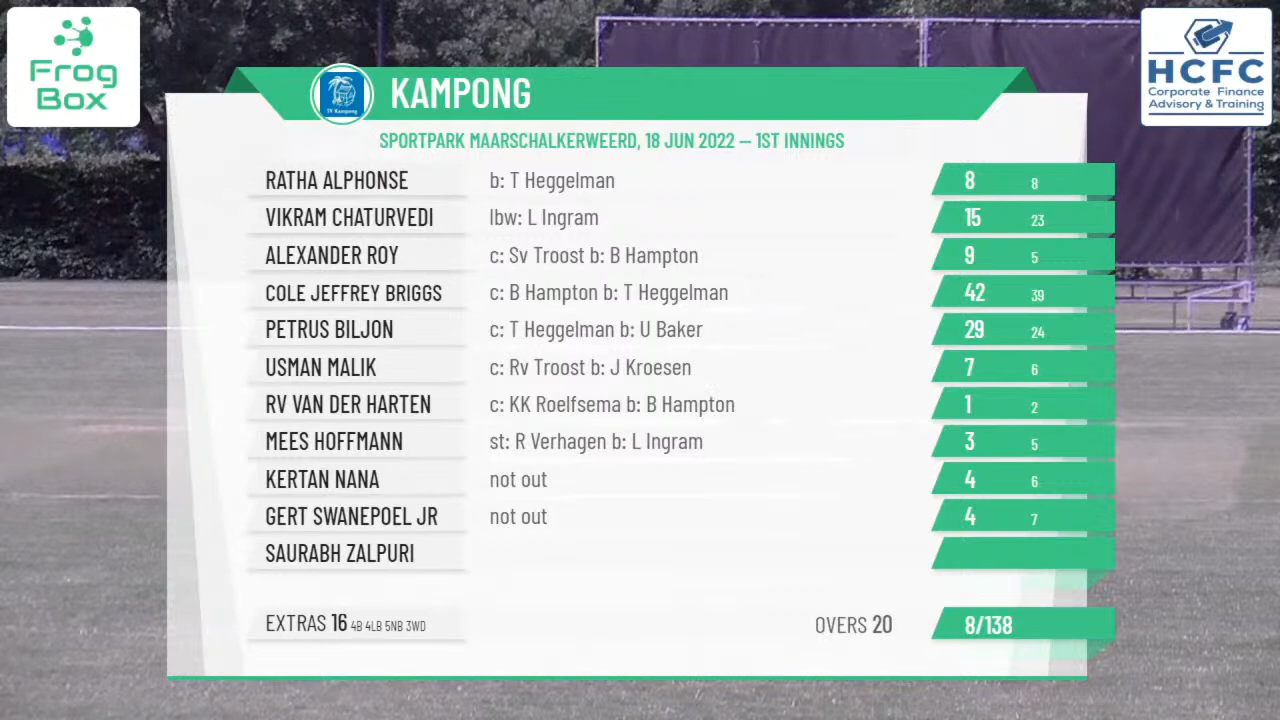 Frog
Box
HCFC
Corporate Finance
Advisory & Training
SV Kampong
KAMPONG
SPORTPARK MAARSCHALKERWEERD, 18 JUN 2022 – 1ST INNINGS
RATHA ALPHONSE b: T Heggelman 8 8
VIKRAM CHATURVEDI lbw: L Ingram 15 23
ALEXANDER ROY c: Sv Troost b: B Hampton 9 5
COLE JEFFREY BRIGGS c: B Hampton b: T Heggelman 42 39
PETRUS BILJON c: T Heggelman b: U Baker 29 24
USMAN MALIK c: Rv Troost b: J Kroesen 7 6
RV VAN DER HARTEN c: KK Roelfsema b: B Hampton 1 2
MEES HOFFMANN st: R Verhagen b: L Ingram 3 5
KERTAN NANA not out 4 6
GERT SWANEPOEL JR not out 4 7
SAURABH ZALPURI
EXTRAS 16 4B 4LB 5NB 3WD OVERS 20 8/138